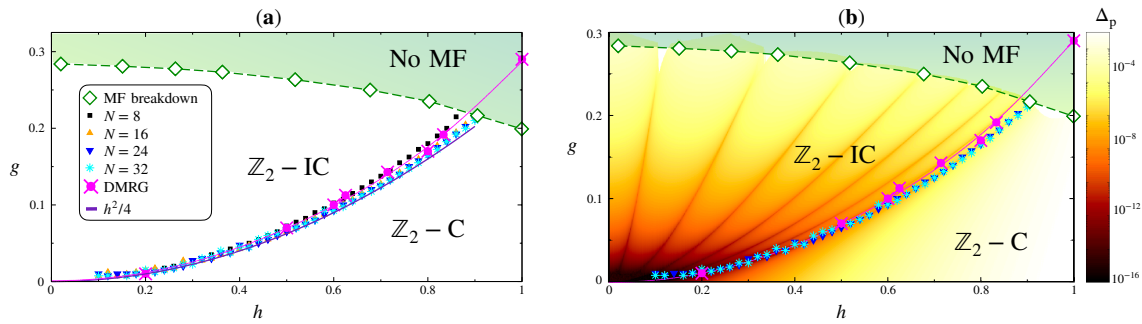 (a)
0.3
0.2
0.1
0
g
0
0.2
0.4
0.6
0.8
1
h
No MF
MF breakdown
N = 8
N = 16
N = 24
N = 32
DMRG
h²/4
ℤ₂ − IC
ℤ₂ − C
(b)
0.3
0.2
0.1
0
g
0
0.2
0.4
0.6
0.8
1
h
No MF
ℤ₂ − IC
ℤ₂ − C
Δp
10⁻⁴
10⁻⁸
10⁻¹²
10⁻¹⁶